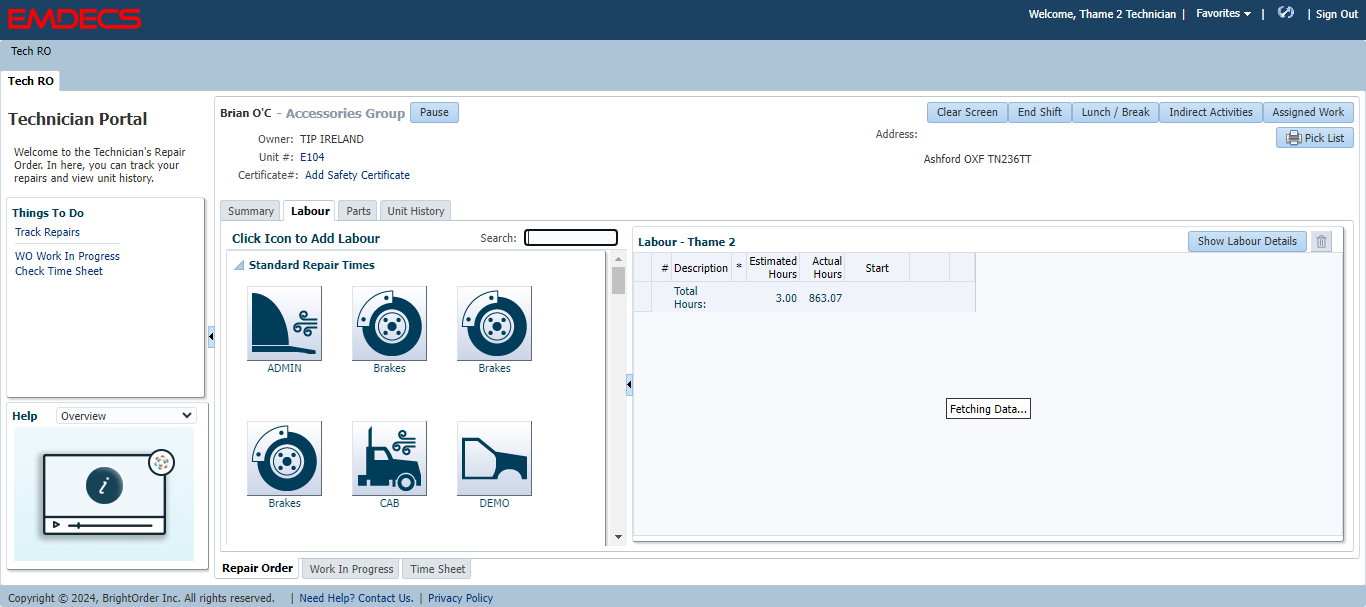 EMDECS
Welcome, Thame 2 Technician | Favorites | | Sign Out
Tech RO
Tech RO
Technician Portal
Welcome to the Technician's Repair
Order. In here, you can track your
repairs and view unit history.
Things To Do
Track Repairs
WO Work In Progress
Check Time Sheet
Help Overview
i
Brian O'C - Accessories Group Pause
Clear Screen End Shift Lunch / Break Indirect Activities Assigned Work
Pick List
Owner: TIP IRELAND
Unit #: E104
Certificate#: Add Safety Certificate
Address:
Ashford OXF TN236TT
Summary Labour Parts Unit History
Click Icon to Add Labour Search:
Standard Repair Times
ADMIN Brakes Brakes
Brakes CAB DEMO
Labour - Thame 2 Show Labour Details
# Description * Estimated Hours Actual Hours Start
Total Hours: 3.00 863.07
Fetching Data...
Repair Order Work In Progress Time Sheet
Copyright © 2024, BrightOrder Inc. All rights reserved. | Need Help? Contact Us. | Privacy Policy